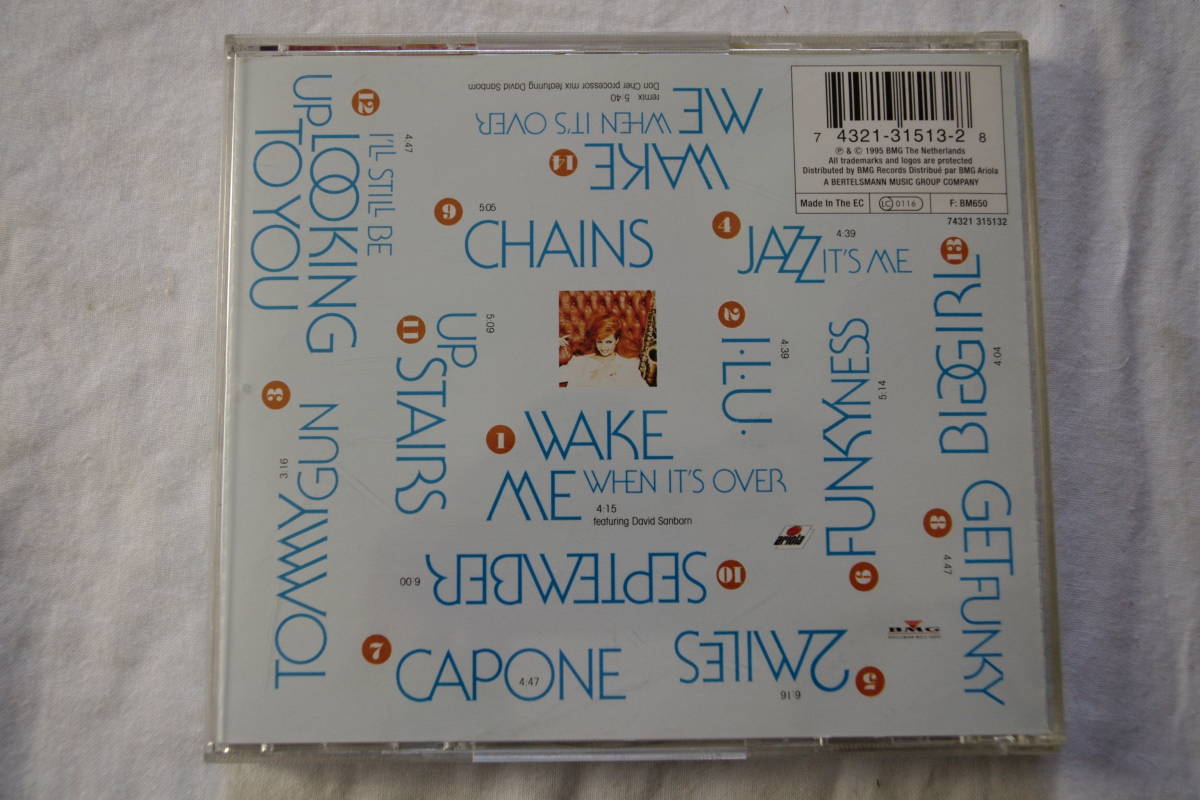 1 WAKE
ME WHEN IT'S OVER
4:15
featuring David Sanborn
2 I.L.U.
4:39
3 TOMMYGUN
3:16
4 JAZZ IT'S ME
4:39
5 2 MILES
6:16
6 CHAINS
5:05
7 CAPONE
4:47
8 GET FUNKY
4:47
9 FUNKYNESS
5:14
10 SEPTEMBER
6:00
11 UP
STAIRS
5:09
12 I'LL STILL BE
4:47
UP LOOKING
TO YOU
13 BIGGIRL
4:04
14 WAKE
ME WHEN IT'S OVER
remix 5:40
Don Cher processor mix featuring David Sanborn
7 4321-31513-2 8
℗ & © 1995 BMG The Netherlands
All trademarks and logos are protected
Distributed by BMG Records Distribué par BMG Ariola
A BERTELSMANN MUSIC GROUP COMPANY
Made In The EC
LC 0116
F: BM650
74321 315132
ariola
BMG